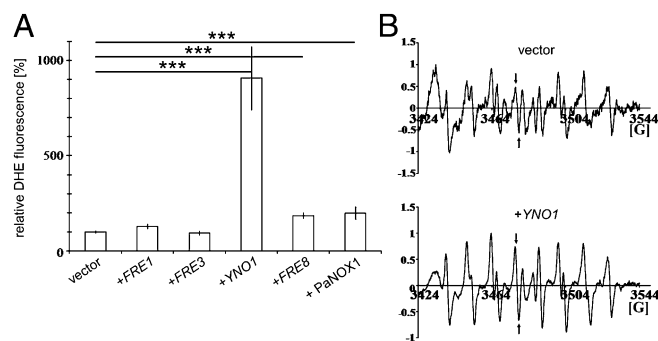 A
B
***
***
***
relative DHE fluorescence [%]
1000
500
0
vector
+FRE1
+FRE3
+YNO1
+FRE8
+ PaNOX1
vector
1.5
1
0.5
0
-0.5
-1
-1.5
3424
3464
3504
3544
[G]
+YNO1
1.5
1
0.5
0
-0.5
-1
3424
3464
3504
3544
[G]